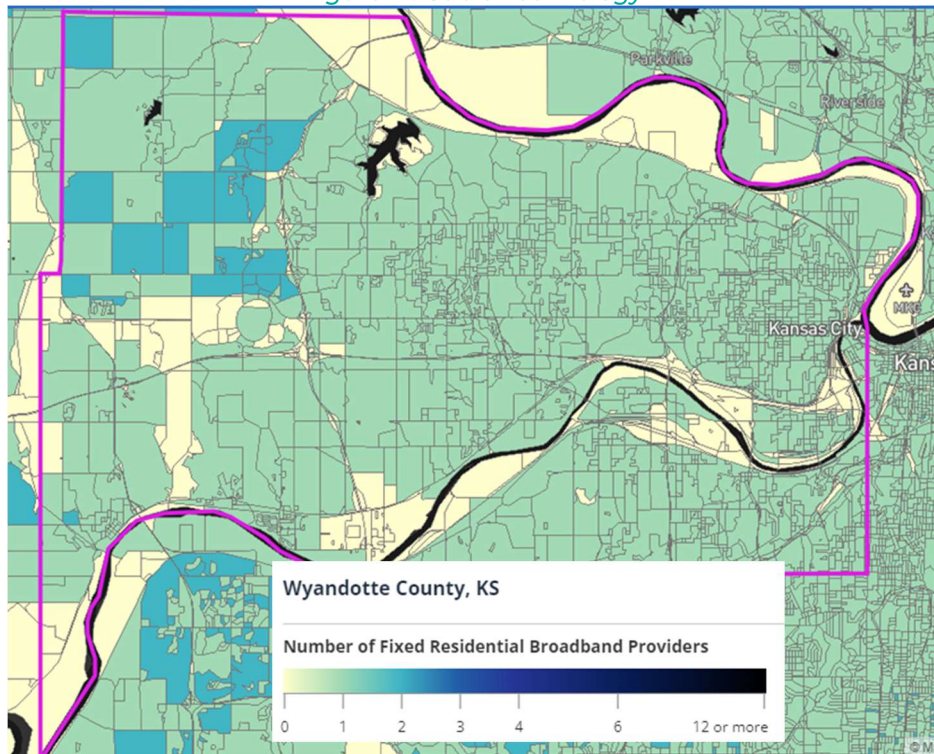 Parkville
Riverside
MKC
Kansas City
Kans
Wyandotte County, KS
Number of Fixed Residential Broadband Providers
0 1 2 3 4 6 12 or more
© M